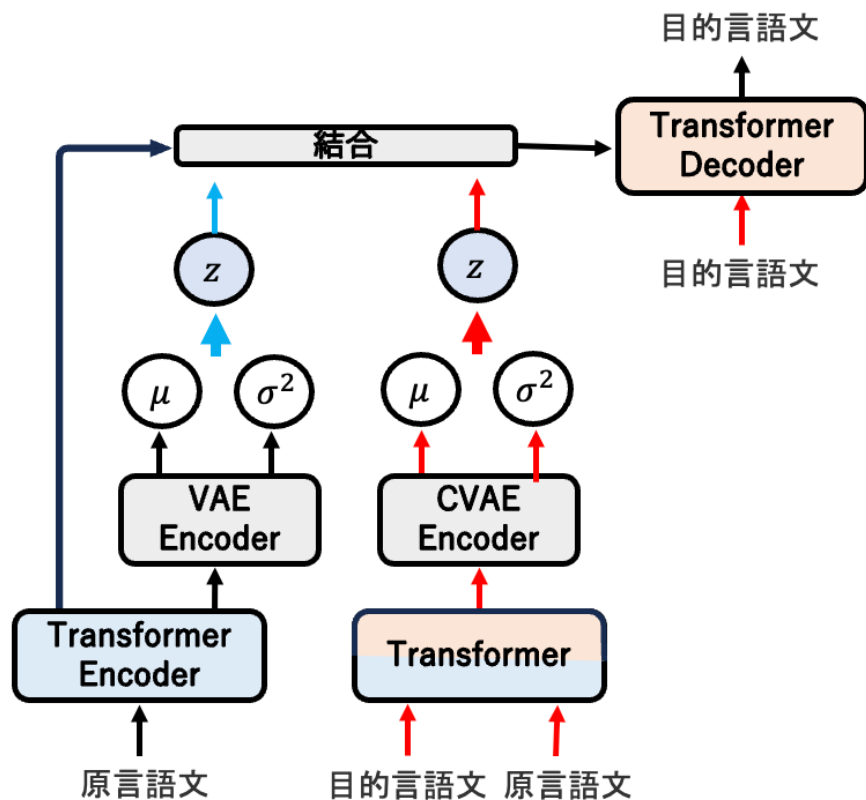 目的言語文
Transformer
Decoder
目的言語文
結合
z
z
μ
σ²
μ
σ²
VAE
Encoder
CVAE
Encoder
Transformer
Encoder
Transformer
原言語文
目的言語文
原言語文